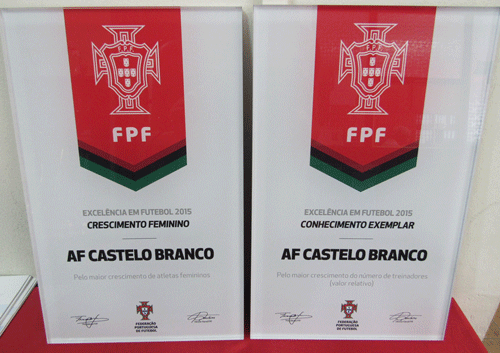 FPF
EXCELÊNCIA EM FUTEBOL 2015
CRESCIMENTO FEMININO
AF CASTELO BRANCO
Pelo maior crescimento de atletas femininos
FEDERAÇÃO
PORTUGUESA
DE FUTEBOL
FPF
EXCELÊNCIA EM FUTEBOL 2015
CONHECIMENTO EXEMPLAR
AF CASTELO BRANCO
Pelo maior crescimento do número de treinadores
(valor relativo)
FEDERAÇÃO
PORTUGUESA
DE FUTEBOL